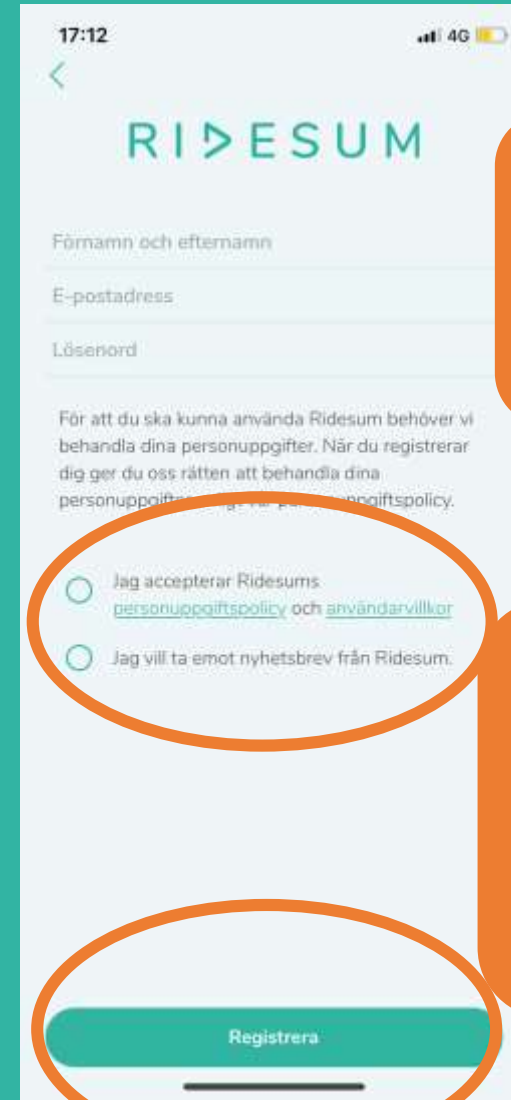 17:12
4G
RIDESUM
Förnamn och efternamn
E-postadress
Lösenord
För att du ska kunna använda Ridesum behöver vi
behandla dina personuppgifter. När du registrerar
dig ger du oss rätten att behandla dina
Jag accepterar Ridesums
personuppgiftspolicy och användarvillkor
Jag vill ta emot nyhetsbrev från Ridesum.
Registrera